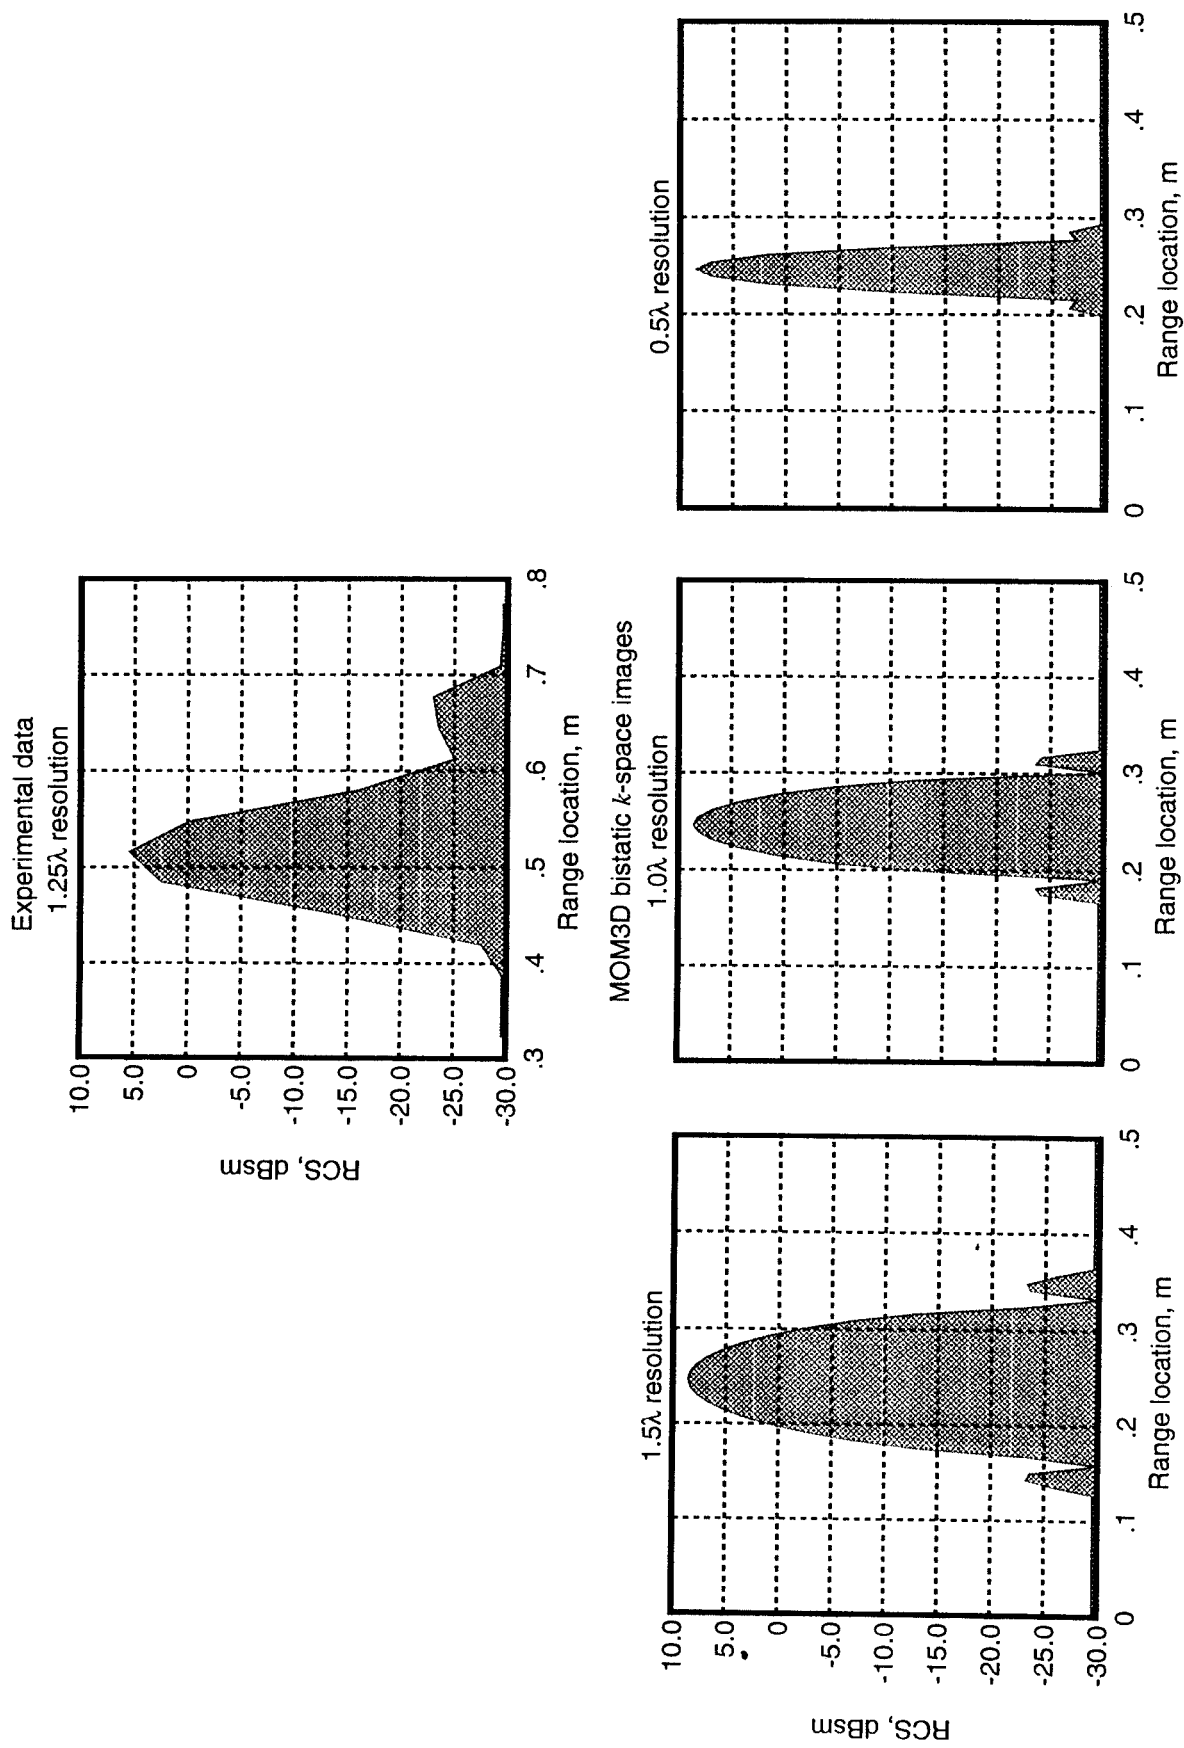 Experimental data
1.25λ resolution
10.0
5.0
0
-5.0
-10.0
-15.0
-20.0
-25.0
-30.0
RCS, dBsm
.3 .4 .5 .6 .7 .8
Range location, m
MOM3D bistatic k-space images
1.5λ resolution
10.0
5.0
0
-5.0
-10.0
-15.0
-20.0
-25.0
-30.0
RCS, dBsm
0 .1 .2 .3 .4 .5
Range location, m
1.0λ resolution
0 .1 .2 .3 .4 .5
Range location, m
0.5λ resolution
0 .1 .2 .3 .4 .5
Range location, m